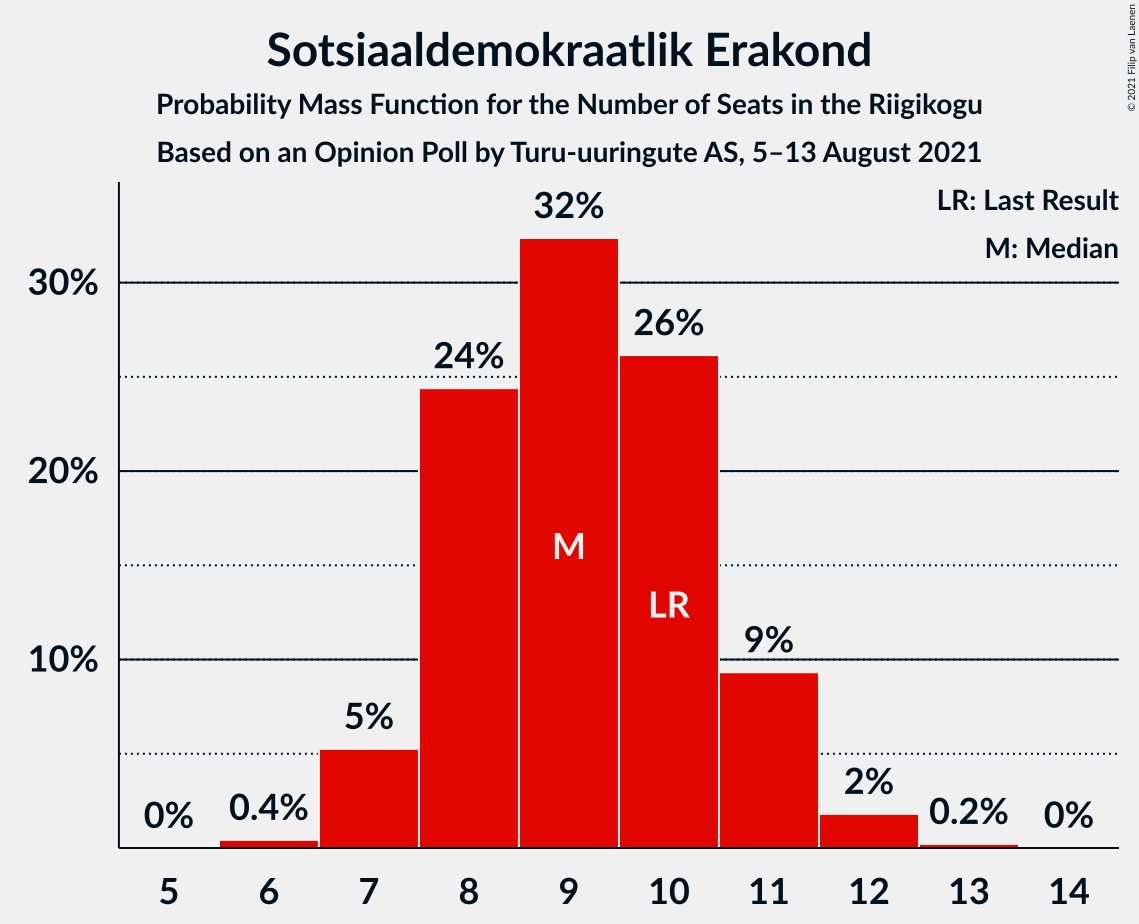 Sotsiaaldemokraatlik Erakond
Probability Mass Function for the Number of Seats in the Riigikogu
Based on an Opinion Poll by Turu-uuringute AS, 5–13 August 2021
© 2021 Filip van Laenen
LR: Last Result
M: Median
30%
20%
10%
0%
0.4%
5%
24%
32%
26%
9%
2%
0.2%
0%
M
LR
5 6 7 8 9 10 11 12 13 14